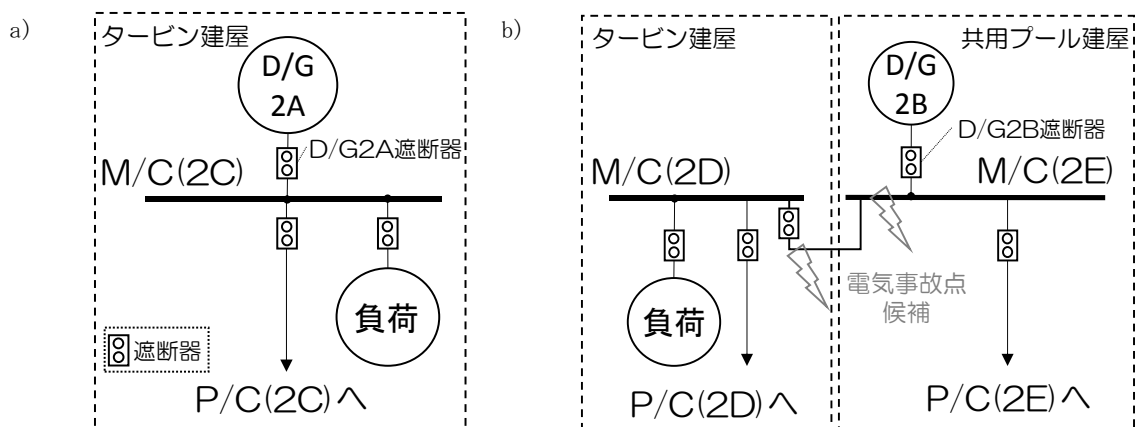 a)
タービン建屋
D/G
2A
D/G2A遮断器
M/C(2C)
負荷
遮断器
P/C(2C)へ
b)
タービン建屋
共用プール建屋
D/G
2B
D/G2B遮断器
M/C(2D)
M/C(2E)
電気事故点
候補
負荷
P/C(2D)へ
P/C(2E)へ